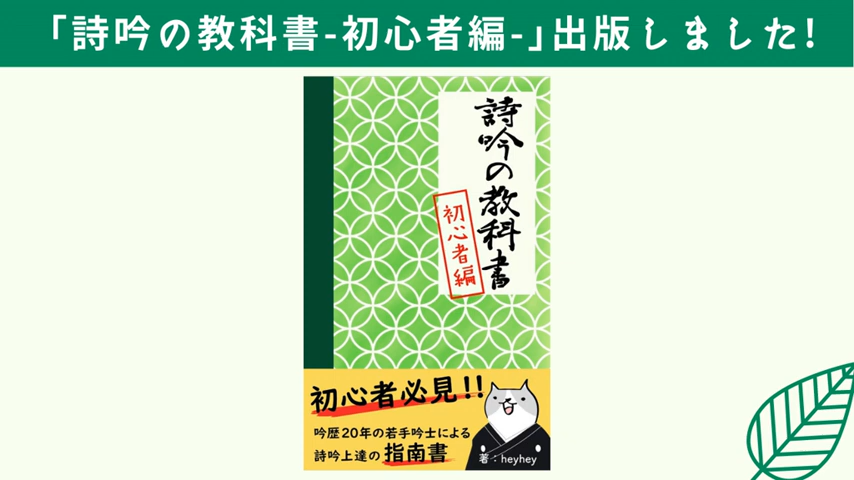 「詩吟の教科書-初心者編-」出版しました!
詩吟の教科書
初心者編
初心者必見!!
吟歴20年の若手吟士による
詩吟上達の指南書
著：heyhey